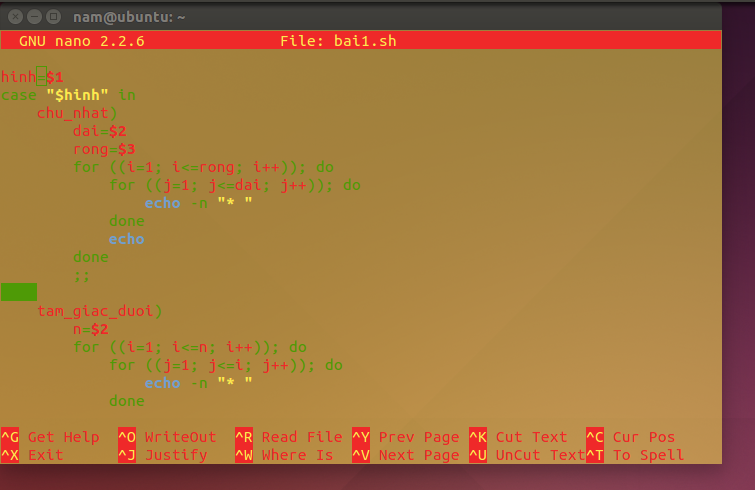 nam@ubuntu: ~
GNU nano 2.2.6 File: bai1.sh
hinh=$1
case "$hinh" in
    chu_nhat)
        dai=$2
        rong=$3
        for ((i=1; i<=rong; i++)); do
            for ((j=1; j<=dai; j++)); do
                echo -n "* "
            done
            echo
        done
        ;;
    tam_giac_duoi)
        n=$2
        for ((i=1; i<=n; i++)); do
            for ((j=1; j<=i; j++)); do
                echo -n "* "
            done
^G Get Help ^O WriteOut ^R Read File ^Y Prev Page ^K Cut Text ^C Cur Pos
^X Exit ^J Justify ^W Where Is ^V Next Page ^U UnCut Text ^T To Spell